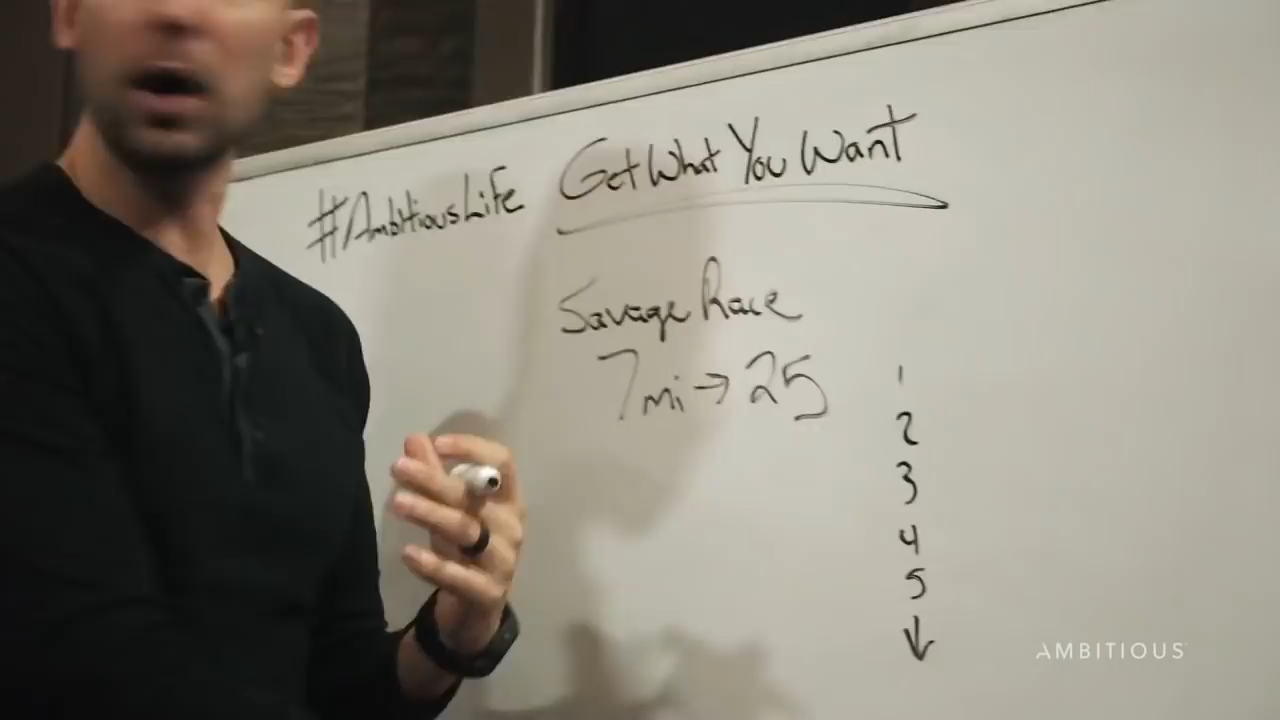 #AmbitiousLife Get What You Want
Savage Race
7mi → 25
1
2
3
4
5
↓
AMBITIOUS